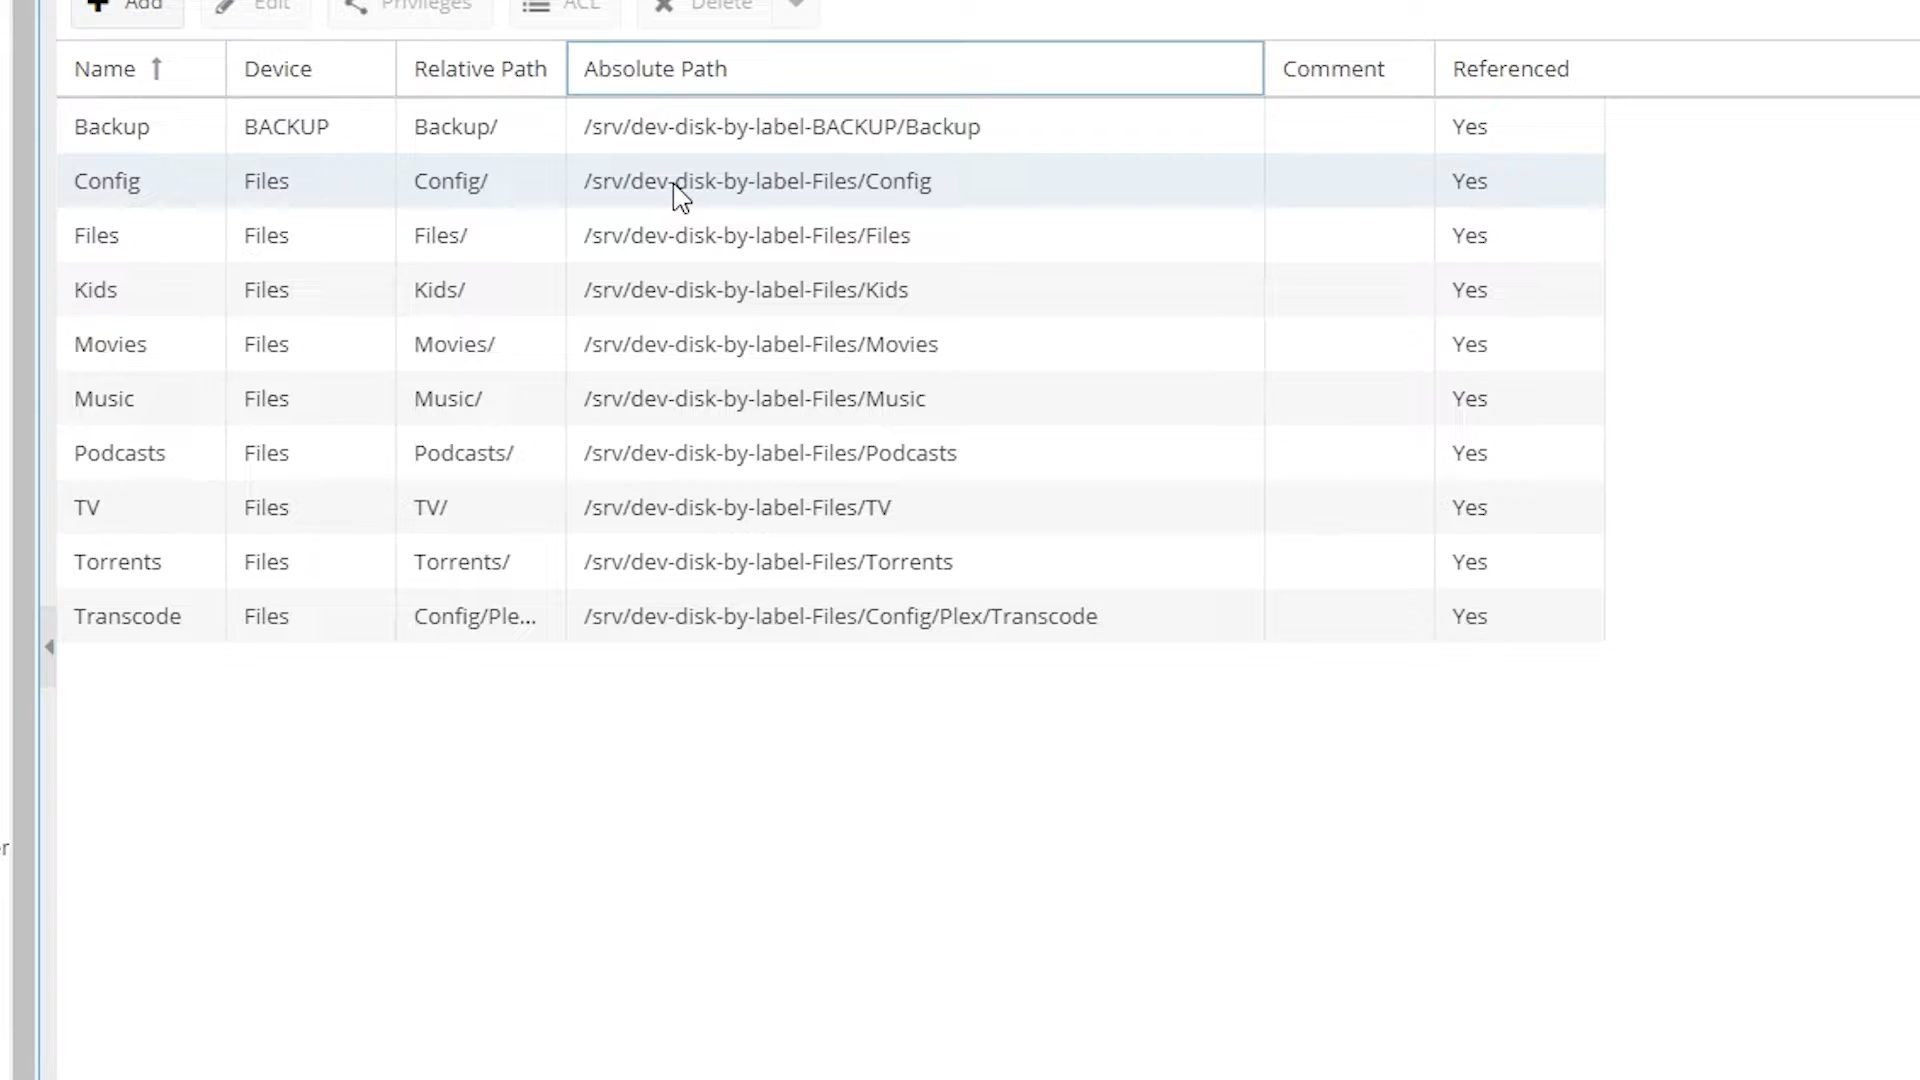 Add Edit Privileges ACL Delete
Name Device Relative Path Absolute Path Comment Referenced
Backup BACKUP Backup/ /srv/dev-disk-by-label-BACKUP/Backup Yes
Config Files Config/ /srv/dev-disk-by-label-Files/Config Yes
Files Files Files/ /srv/dev-disk-by-label-Files/Files Yes
Kids Files Kids/ /srv/dev-disk-by-label-Files/Kids Yes
Movies Files Movies/ /srv/dev-disk-by-label-Files/Movies Yes
Music Files Music/ /srv/dev-disk-by-label-Files/Music Yes
Podcasts Files Podcasts/ /srv/dev-disk-by-label-Files/Podcasts Yes
TV Files TV/ /srv/dev-disk-by-label-Files/TV Yes
Torrents Files Torrents/ /srv/dev-disk-by-label-Files/Torrents Yes
Transcode Files Config/Ple... /srv/dev-disk-by-label-Files/Config/Plex/Transcode Yes